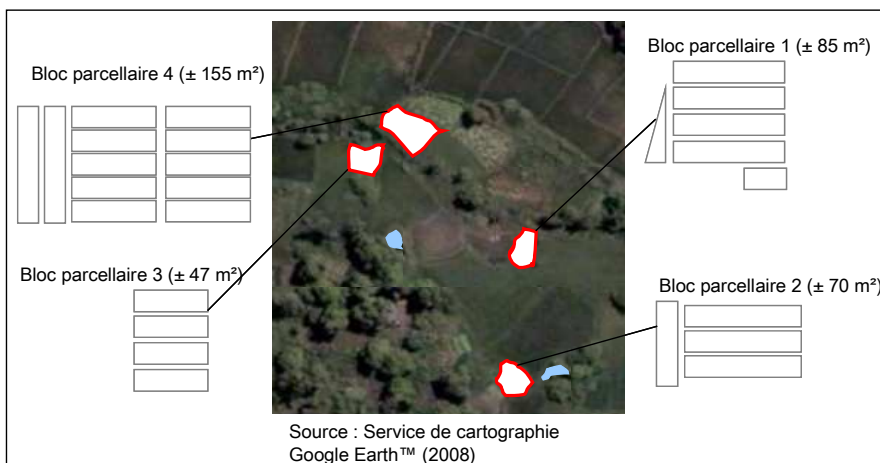 Bloc parcellaire 1 (± 85 m²)
Bloc parcellaire 4 (± 155 m²)
Bloc parcellaire 3 (± 47 m²)
Bloc parcellaire 2 (± 70 m²)
Source : Service de cartographie
Google Earth™ (2008)